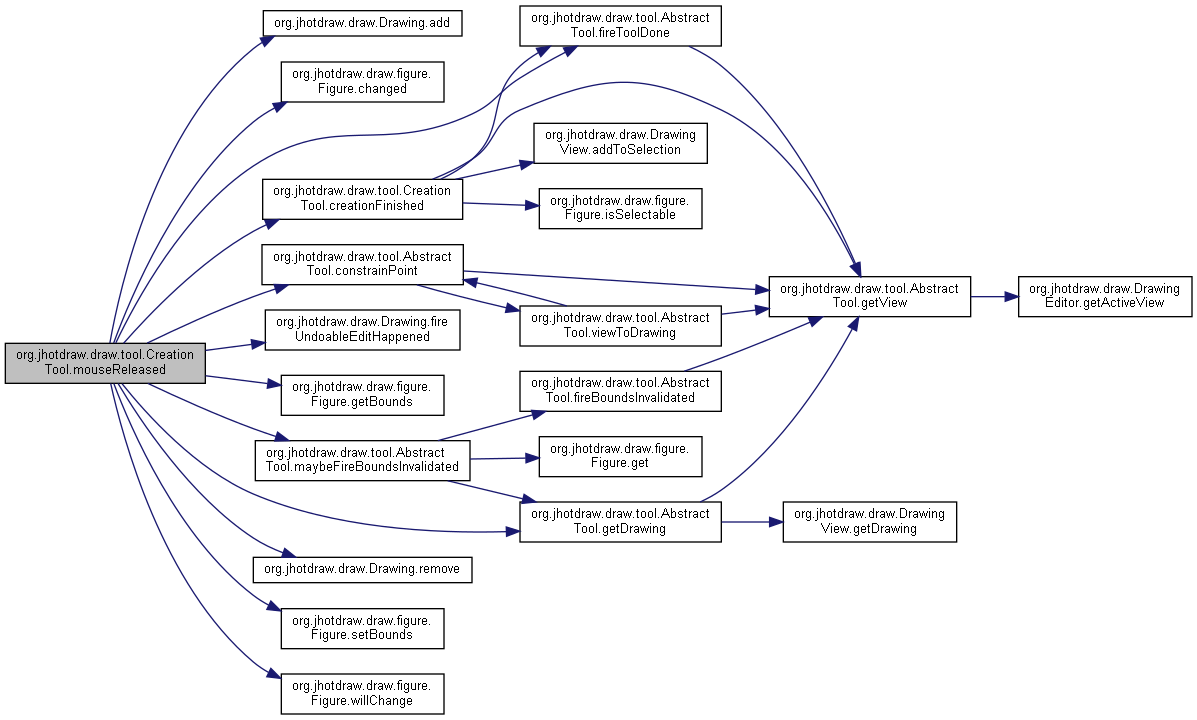 org.jhotdraw.draw.tool.Creation
Tool.mouseReleased
org.jhotdraw.draw.Drawing.add
org.jhotdraw.draw.figure.
Figure.changed
org.jhotdraw.draw.tool.Creation
Tool.creationFinished
org.jhotdraw.draw.tool.Abstract
Tool.constrainPoint
org.jhotdraw.draw.Drawing.fire
UndoableEditHappened
org.jhotdraw.draw.figure.
Figure.getBounds
org.jhotdraw.draw.tool.Abstract
Tool.maybeFireBoundsInvalidated
org.jhotdraw.draw.Drawing.remove
org.jhotdraw.draw.figure.
Figure.setBounds
org.jhotdraw.draw.figure.
Figure.willChange
org.jhotdraw.draw.tool.Abstract
Tool.fireToolDone
org.jhotdraw.draw.Drawing
View.addToSelection
org.jhotdraw.draw.figure.
Figure.isSelectable
org.jhotdraw.draw.tool.Abstract
Tool.viewToDrawing
org.jhotdraw.draw.tool.Abstract
Tool.fireBoundsInvalidated
org.jhotdraw.draw.figure.
Figure.get
org.jhotdraw.draw.tool.Abstract
Tool.getDrawing
org.jhotdraw.draw.tool.Abstract
Tool.getView
org.jhotdraw.draw.Drawing
View.getDrawing
org.jhotdraw.draw.Drawing
Editor.getActiveView